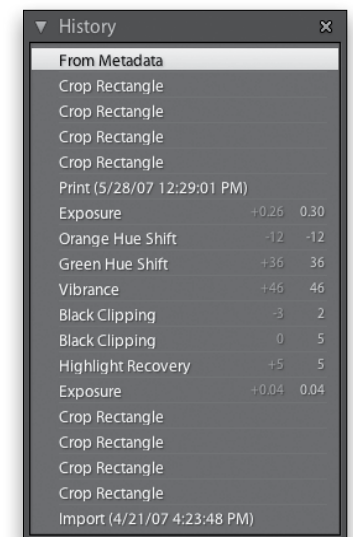 History
From Metadata
Crop Rectangle
Crop Rectangle
Crop Rectangle
Crop Rectangle
Print (5/28/07 12:29:01 PM)
Exposure +0.26 0.30
Orange Hue Shift -12 -12
Green Hue Shift +36 36
Vibrance +46 46
Black Clipping -3 2
Black Clipping 0 5
Highlight Recovery +5 5
Exposure +0.04 0.04
Crop Rectangle
Crop Rectangle
Crop Rectangle
Crop Rectangle
Import (4/21/07 4:23:48 PM)